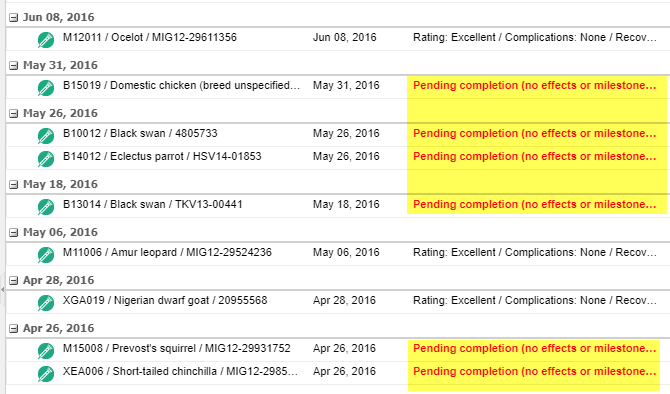 Jun 08, 2016
M12011 / Ocelot / MIG12-29611356 Jun 08, 2016 Rating: Excellent / Complications: None / Recov...
May 31, 2016
B15019 / Domestic chicken (breed unspecified... May 31, 2016 Pending completion (no effects or milestone...
May 26, 2016
B10012 / Black swan / 4805733 May 26, 2016 Pending completion (no effects or milestone...
B14012 / Eclectus parrot / HSV14-01853 May 26, 2016 Pending completion (no effects or milestone...
May 18, 2016
B13014 / Black swan / TKV13-00441 May 18, 2016 Pending completion (no effects or milestone...
May 06, 2016
M11006 / Amur leopard / MIG12-29524236 May 06, 2016 Rating: Excellent / Complications: None / Recov...
Apr 28, 2016
XGA019 / Nigerian dwarf goat / 20955568 Apr 28, 2016 Rating: Excellent / Complications: None / Recov...
Apr 26, 2016
M15008 / Prevost's squirrel / MIG12-29931752 Apr 26, 2016 Pending completion (no effects or milestone...
XEA006 / Short-tailed chinchilla / MIG12-2985... Apr 26, 2016 Pending completion (no effects or milestone...